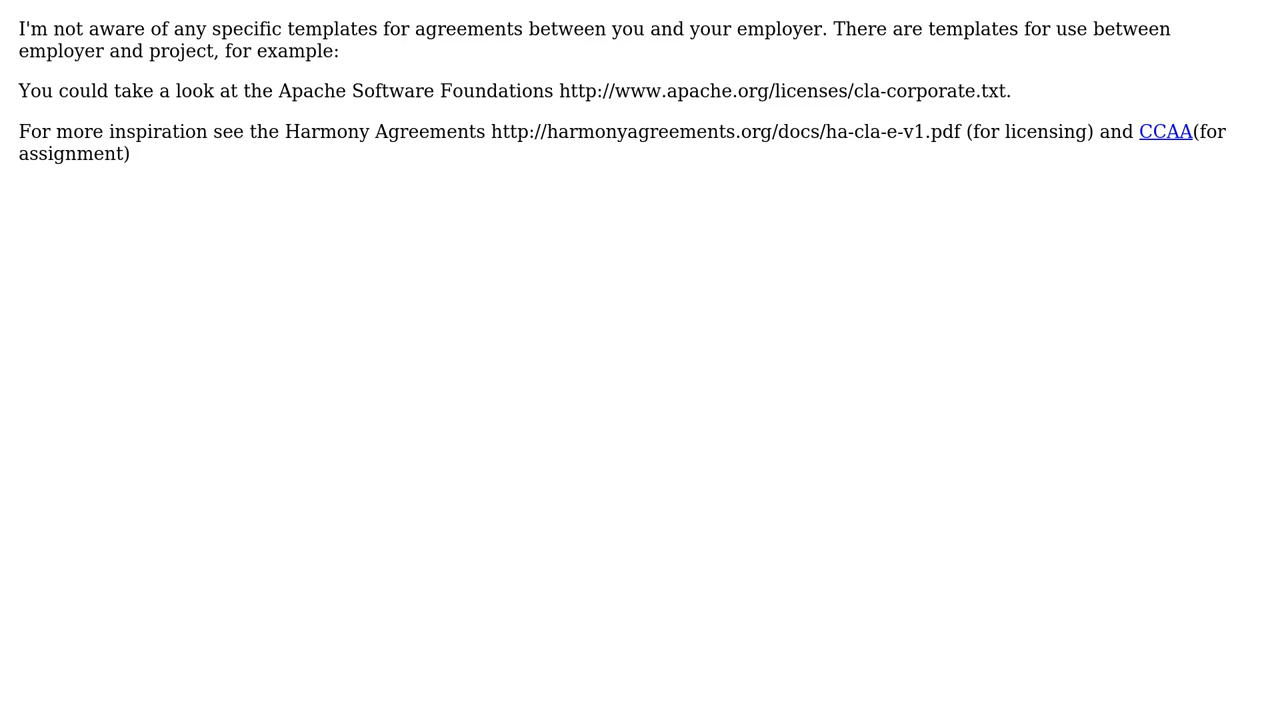 I'm not aware of any specific templates for agreements between you and your employer. There are templates for use between
employer and project, for example:
You could take a look at the Apache Software Foundations http://www.apache.org/licenses/cla-corporate.txt.
For more inspiration see the Harmony Agreements http://harmonyagreements.org/docs/ha-cla-e-v1.pdf (for licensing) and CCAA(for
assignment)